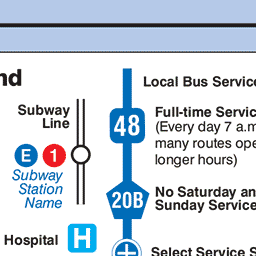 nd
Local Bus Service
Subway
Line
48
Full-time Servic
(Every day 7 a.m
many routes ope
longer hours)
E 1
Subway
Station
Name
20B
No Saturday an
Sunday Service
Hospital H
Select Service S